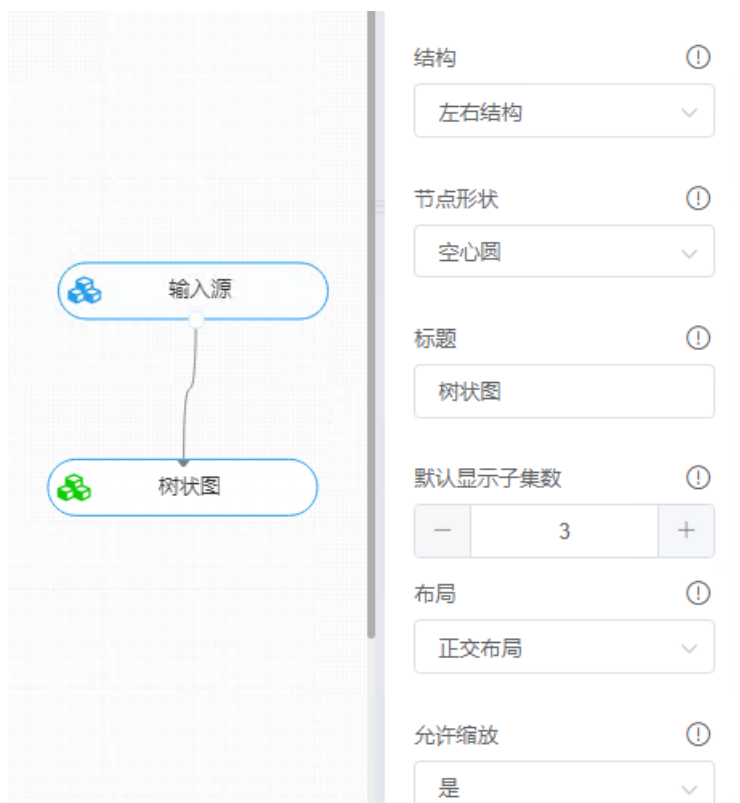 输入源
树状图
结构
左右结构
节点形状
空心圆
标题
树状图
默认显示子集数
3
布局
正交布局
允许缩放
是